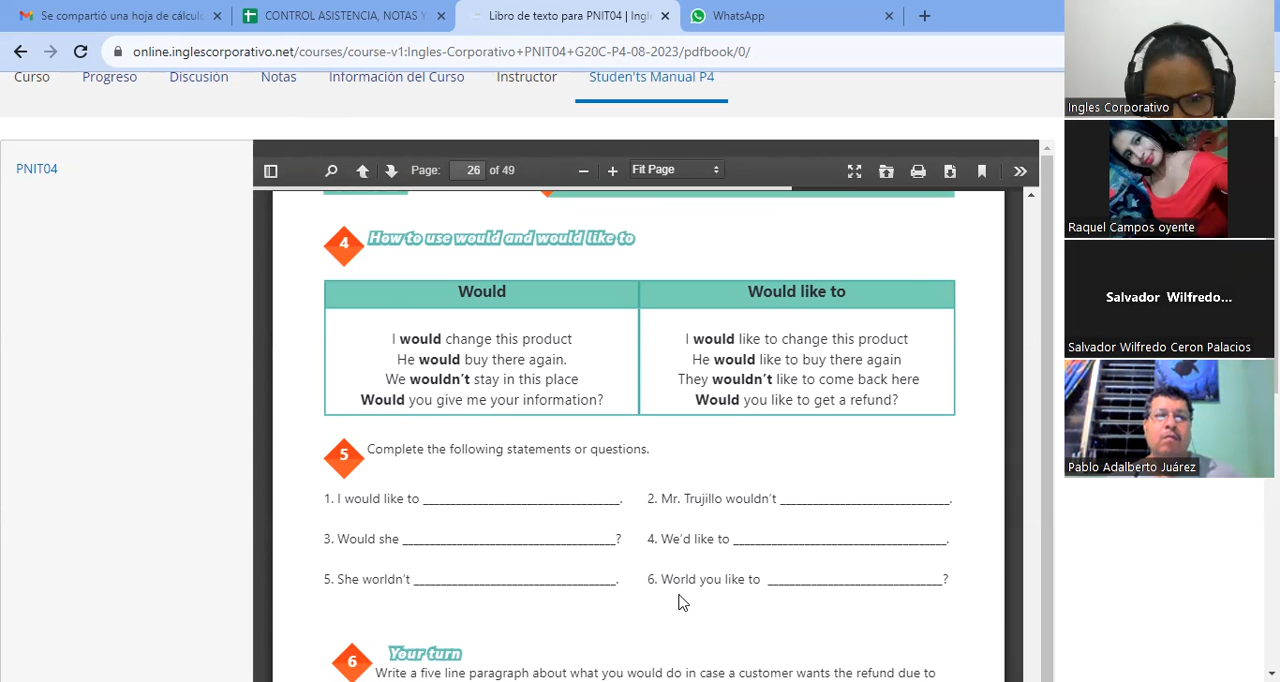 Se compartió una hoja de cálcul
CONTROL ASISTENCIA, NOTAS Y
Libro de texto para PNIT04 | Ingle
WhatsApp
online.inglescorporativo.net/courses/course-v1:Ingles-Corporativo+PNIT04+G20C-P4-08-2023/pdfbook/0/
Curso
Progreso
Discusión
Notas
Información del Curso
Instructor
Studen'ts Manual P4
PNIT04
Page: 26 of 49
Fit Page
4 How to use would and would like to
Would
I would change this product
He would buy there again.
We wouldn't stay in this place
Would you give me your information?
Would like to
I would like to change this product
He would like to buy there again
They wouldn't like to come back here
Would you like to get a refund?
5 Complete the following statements or questions.
1. I would like to ____________________________.
2. Mr. Trujillo wouldn't ________________________.
3. Would she ______________________________?
4. We'd like to ______________________________.
5. She worldn't ____________________________.
6. World you like to ________________________?
6 Your turn
Write a five line paragraph about what you would do in case a customer wants the refund due to
Ingles Corporativo
Raquel Campos oyente
Salvador Wilfredo...
Salvador Wilfredo Ceron Palacios
Pablo Adalberto Juárez